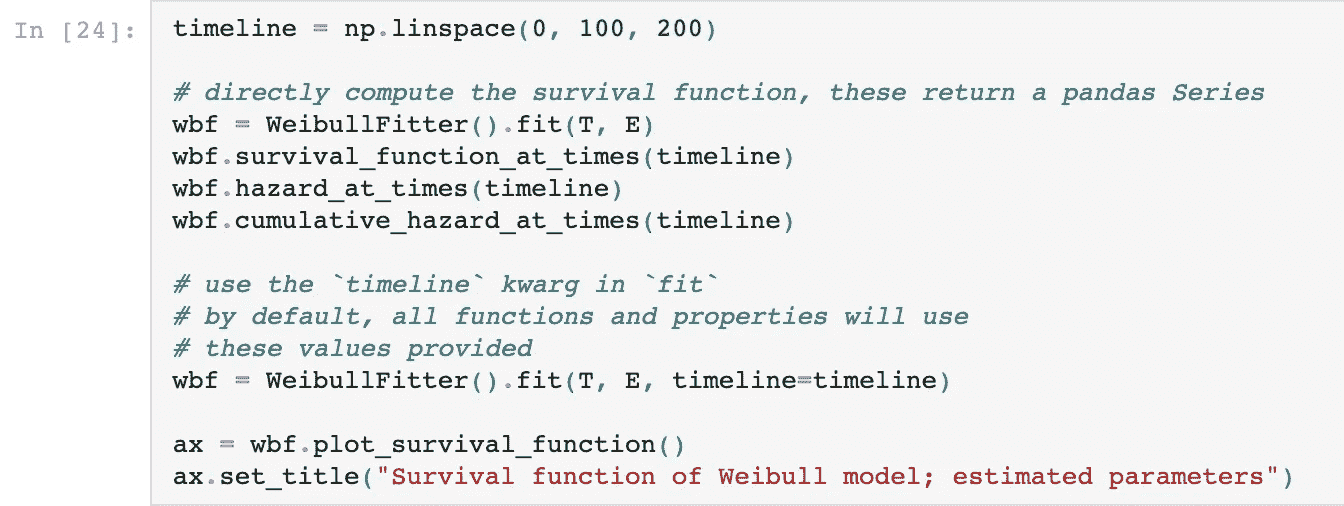 In [24]:
timeline = np.linspace(0, 100, 200)
# directly compute the survival function, these return a pandas Series
wbf = WeibullFitter().fit(T, E)
wbf.survival_function_at_times(timeline)
wbf.hazard_at_times(timeline)
wbf.cumulative_hazard_at_times(timeline)
# use the `timeline` kwarg in `fit`
# by default, all functions and properties will use
# these values provided
wbf = WeibullFitter().fit(T, E, timeline=timeline)
ax = wbf.plot_survival_function()
ax.set_title("Survival function of Weibull model; estimated parameters")